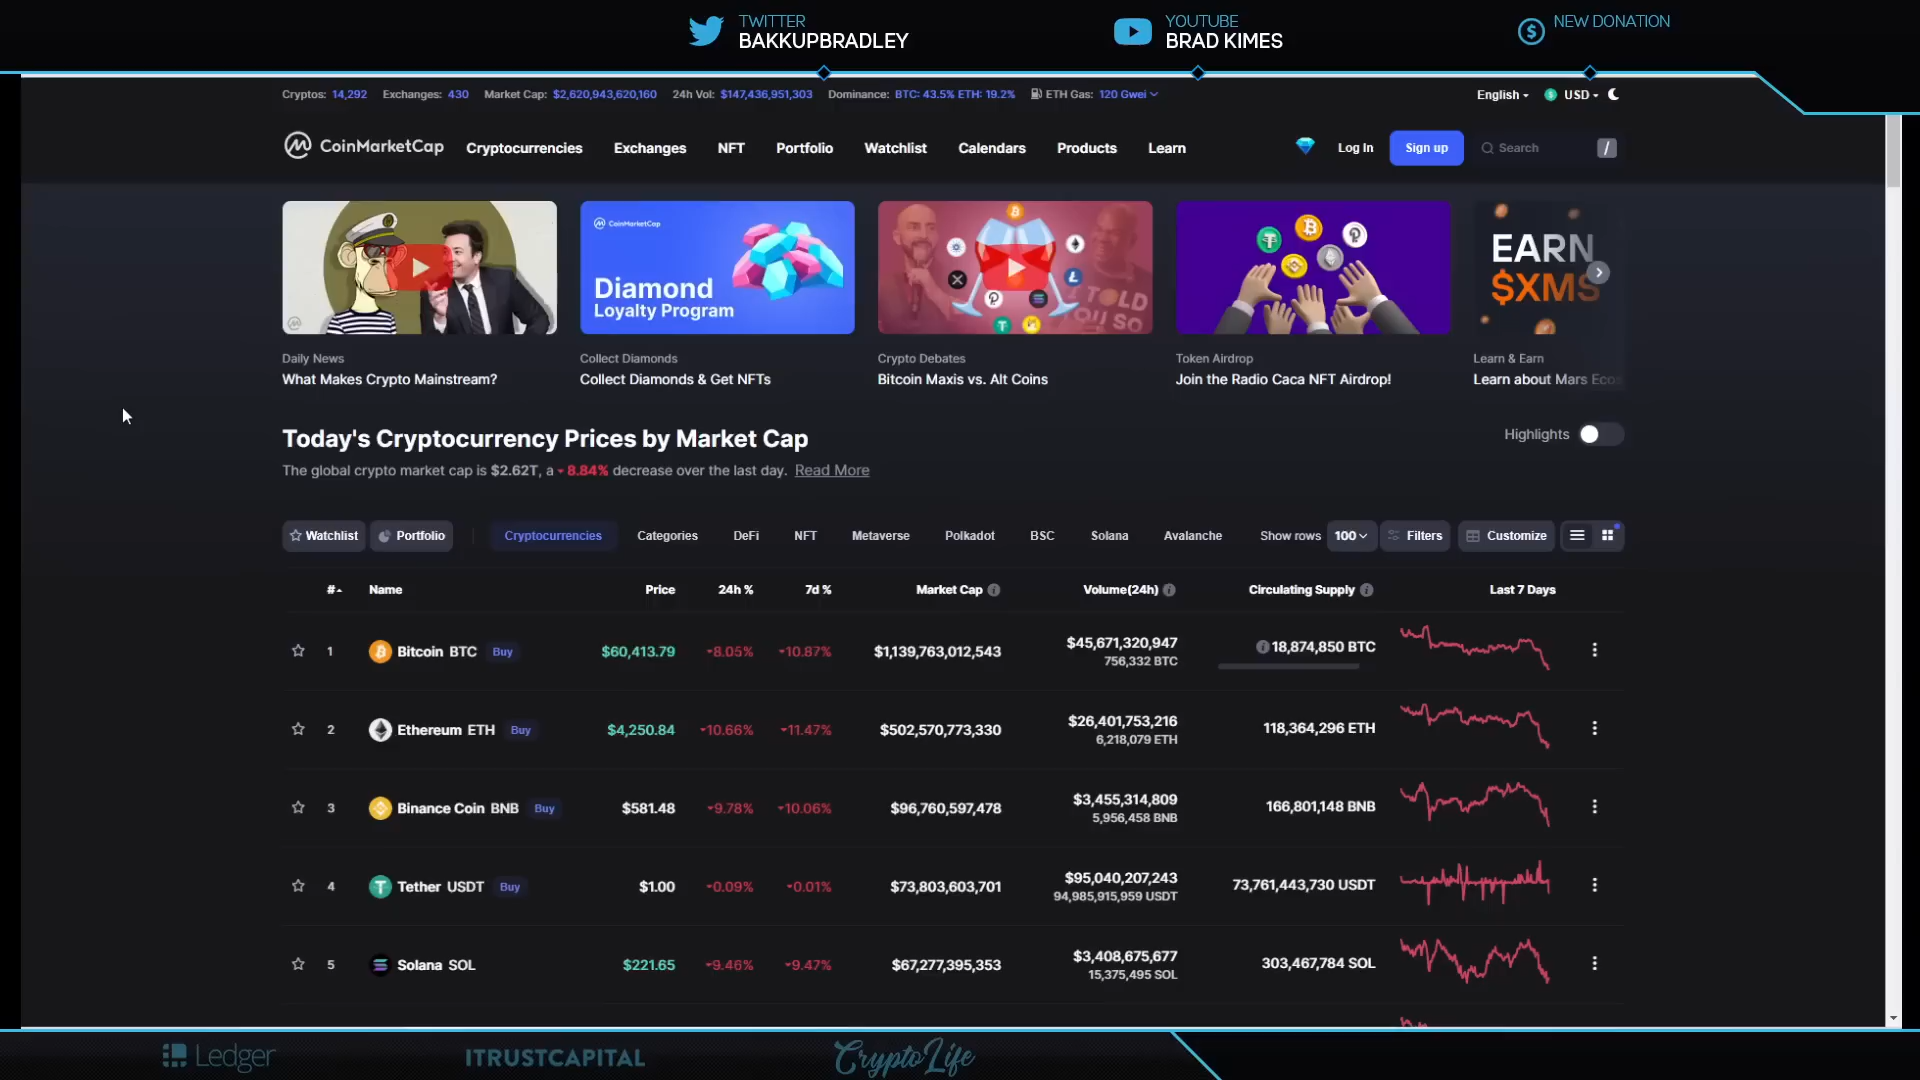 TWITTER
BAKKUPBRADLEY
YOUTUBE
BRAD KIMES
NEW DONATION
Cryptos: 14,292 Exchanges: 430 Market Cap: $2,620,943,620,160 24h Vol: $147,436,951,303 Dominance: BTC: 43.5% ETH: 19.2% ETH Gas: 120 Gwei
English USD
CoinMarketCap Cryptocurrencies Exchanges NFT Portfolio Watchlist Calendars Products Learn Log In Sign up Search /
CoinMarketCap
Diamond
Loyalty Program
I TOLD
YOU SO
EARN
$XMS
Daily News
What Makes Crypto Mainstream?
Collect Diamonds
Collect Diamonds & Get NFTs
Crypto Debates
Bitcoin Maxis vs. Alt Coins
Token Airdrop
Join the Radio Caca NFT Airdrop!
Learn & Earn
Learn about Mars Ecos
Today's Cryptocurrency Prices by Market Cap
Highlights
The global crypto market cap is $2.62T, a 8.84% decrease over the last day. Read More
Watchlist Portfolio Cryptocurrencies Categories DeFi NFT Metaverse Polkadot BSC Solana Avalanche Show rows 100 Filters Customize
# Name Price 24h % 7d % Market Cap Volume(24h) Circulating Supply Last 7 Days
1 Bitcoin BTC Buy $60,413.79 8.05% 10.87% $1,139,763,012,543 $45,671,320,947 18,874,850 BTC
756,332 BTC
2 Ethereum ETH Buy $4,250.84 10.66% 11.47% $502,570,773,330 $26,401,753,216 118,364,296 ETH
6,218,079 ETH
3 Binance Coin BNB Buy $581.48 9.78% 10.06% $96,760,597,478 $3,455,314,809 166,801,148 BNB
5,956,458 BNB
4 Tether USDT Buy $1.00 0.09% 0.01% $73,803,603,701 $95,040,207,243 73,761,443,730 USDT
94,985,915,959 USDT
5 Solana SOL $221.65 9.46% 9.47% $67,277,395,353 $3,408,675,677 303,467,784 SOL
15,375,495 SOL
Ledger
ITRUSTCAPITAL
CryptoLife